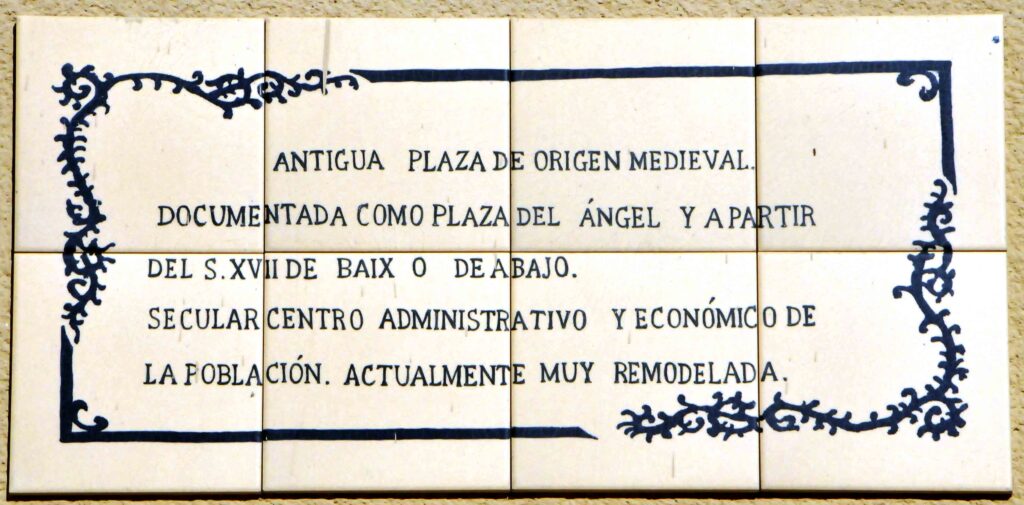 ANTIGUA PLAZA DE ORIGEN MEDIEVAL.
DOCUMENTADA COMO PLAZA DEL ÁNGEL Y A PARTIR
DEL S.XVII DE BAIX O DE ABAJO.
SECULAR CENTRO ADMINISTRATIVO Y ECONÓMICO DE
LA POBLACIÓN. ACTUALMENTE MUY REMODELADA.